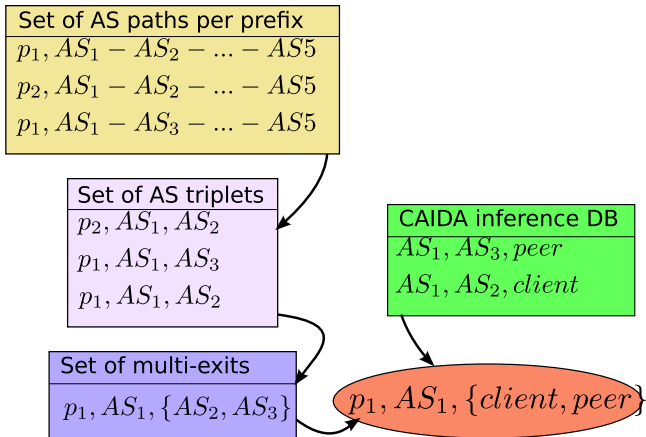 Set of AS paths per prefix
p₁, AS₁ − AS₂ − ... − AS5
p₂, AS₁ − AS₂ − ... − AS5
p₁, AS₁ − AS₃ − ... − AS5
Set of AS triplets
p₂, AS₁, AS₂
p₁, AS₁, AS₃
p₁, AS₁, AS₂
CAIDA inference DB
AS₁, AS₃, peer
AS₁, AS₂, client
Set of multi-exits
p₁, AS₁, {AS₂, AS₃}
p₁, AS₁, {client, peer}